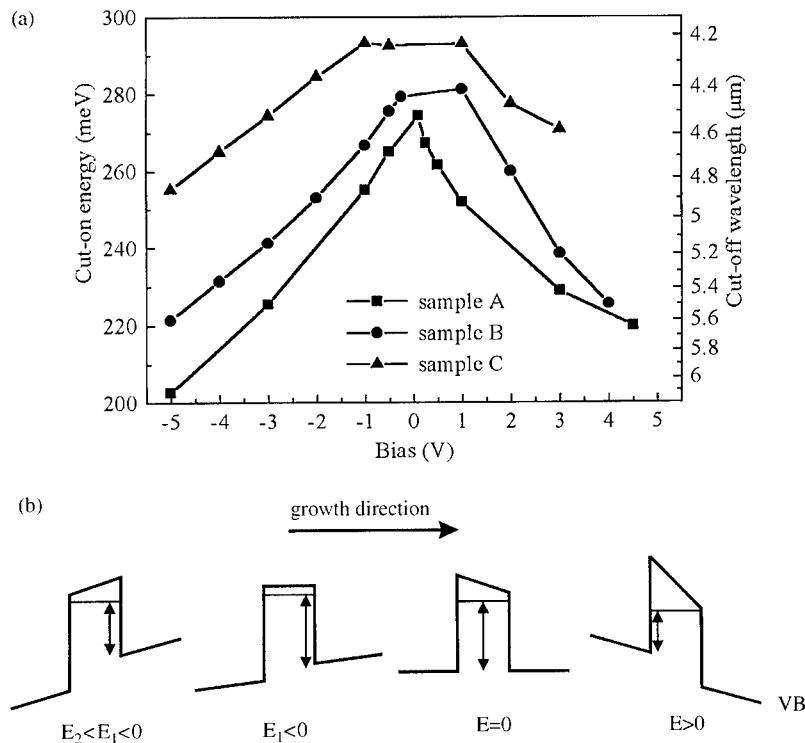 (a)
300
280
260
240
220
200
Cut-on energy (meV)
4.2
4.4
4.6
4.8
5
5.2
5.4
5.6
5.8
6
Cut-off wavelength (μm)
sample A
sample B
sample C
-5 -4 -3 -2 -1 0 1 2 3 4 5
Bias (V)
(b)
growth direction
VB
E₂<E₁<0 E₁<0 E=0 E>0